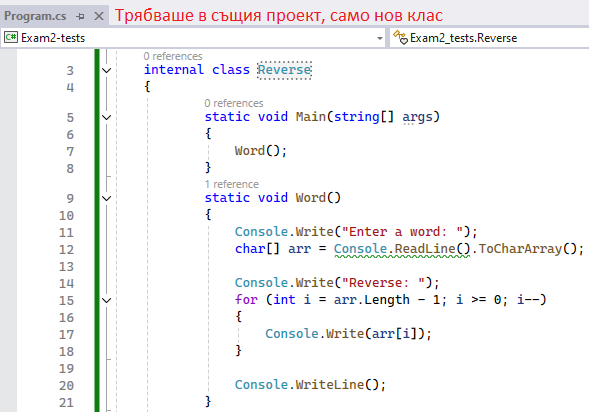 Program.cs Трябваше в същия проект, само нов клас
C# Exam2-tests Exam2_tests.Reverse
0 references
3 internal class Reverse
4 {
0 references
5 static void Main(string[] args)
6 {
7 Word();
8 }
1 reference
9 static void Word()
10 {
11 Console.Write("Enter a word: ");
12 char[] arr = Console.ReadLine().ToCharArray();
13
14 Console.Write("Reverse: ");
15 for (int i = arr.Length - 1; i >= 0; i--)
16 {
17 Console.Write(arr[i]);
18 }
19
20 Console.WriteLine();
21 }